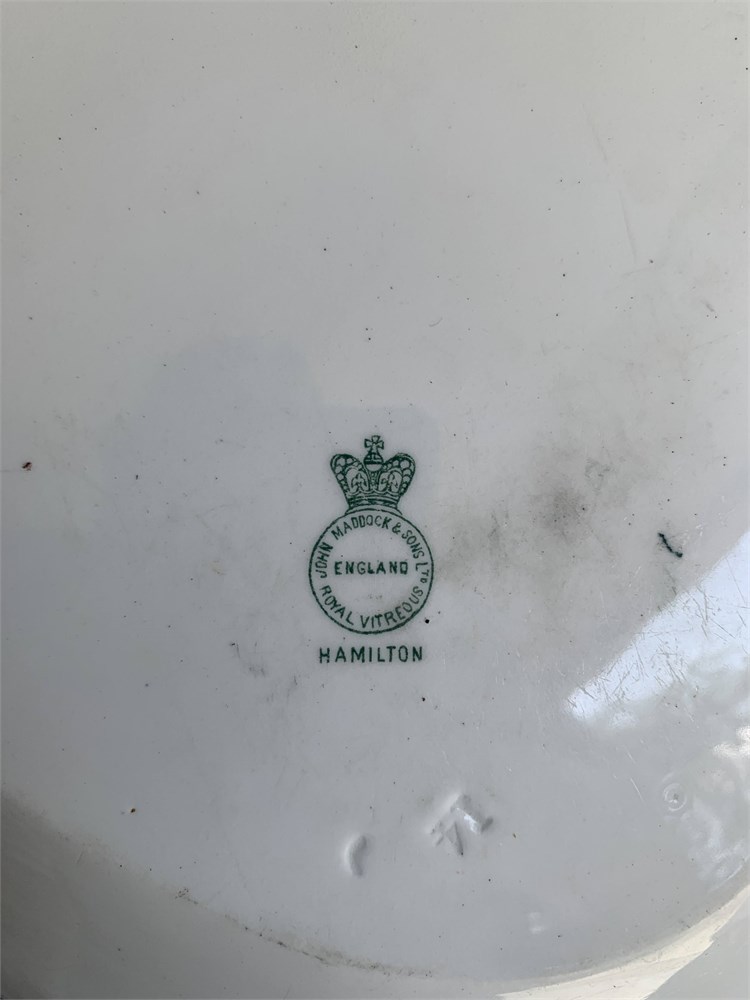 JOHN MADDOCK & SONS LTD
ENGLAND
ROYAL VITREOUS
HAMILTON